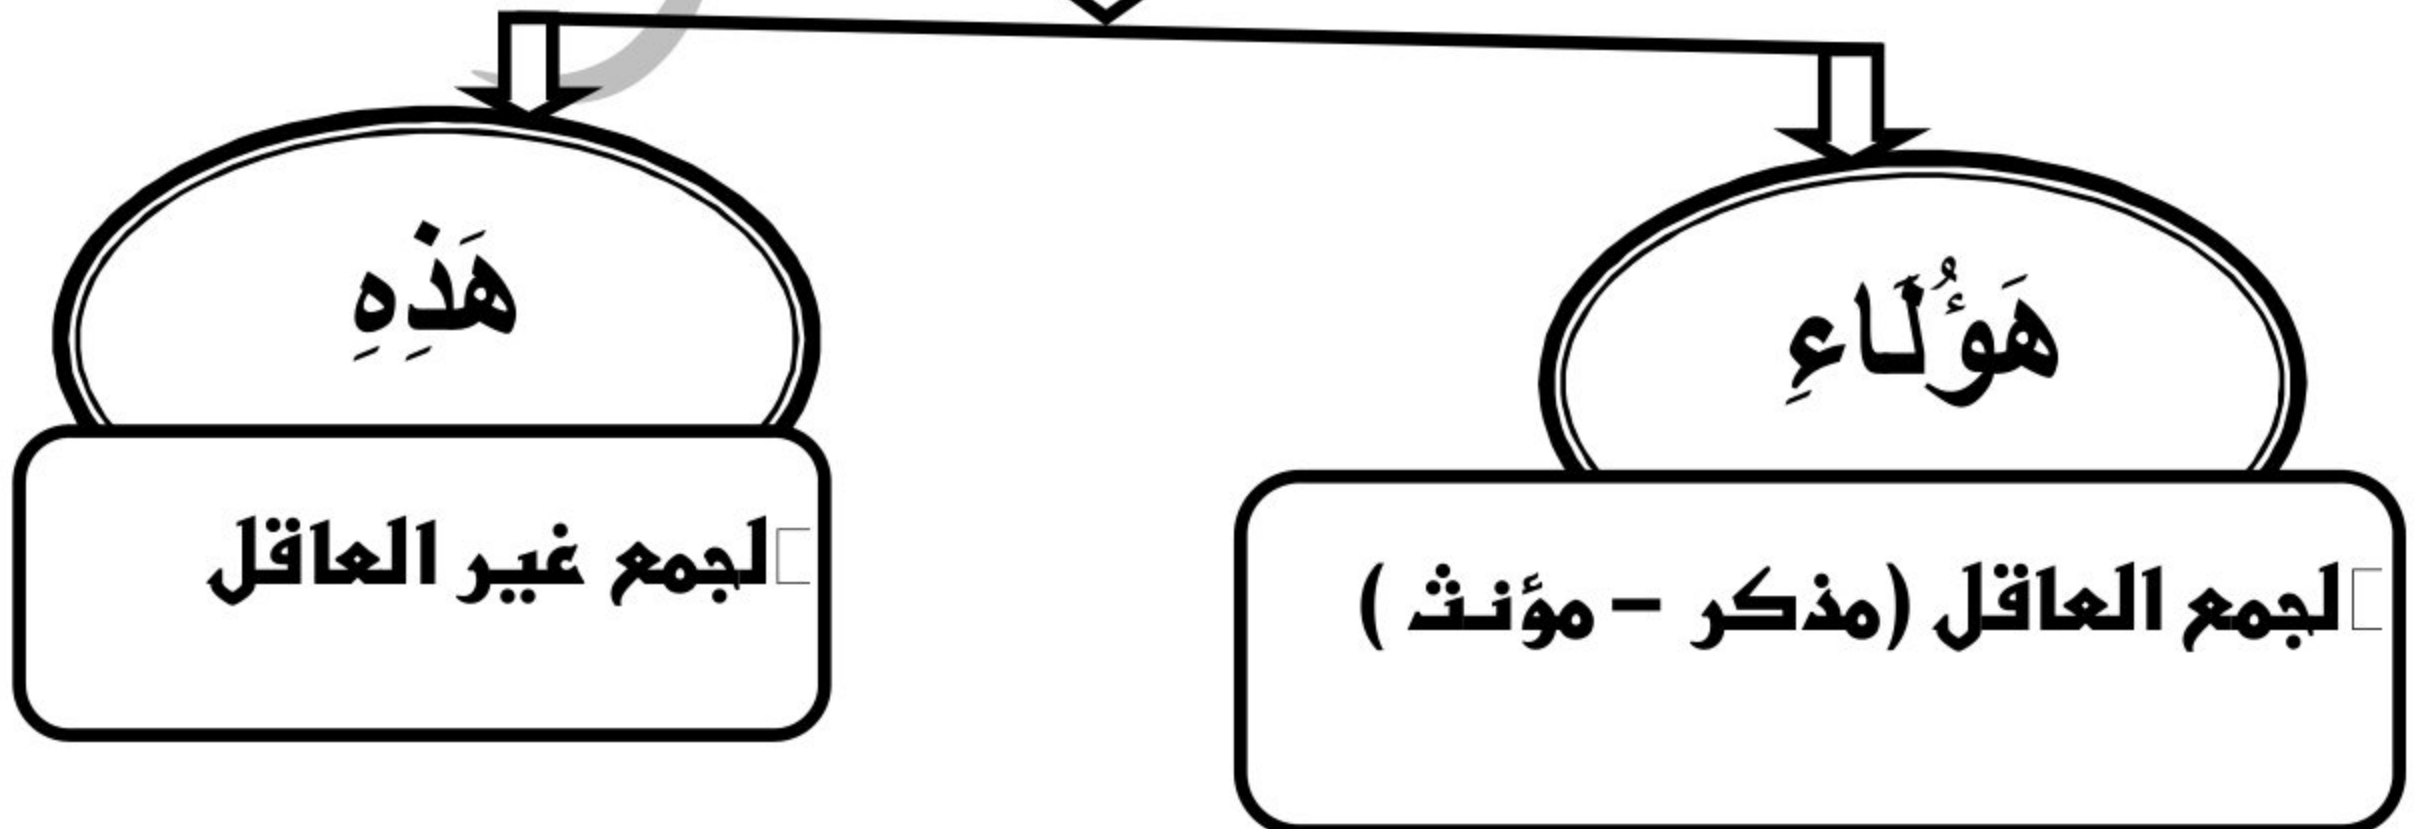 هَؤُلَاءِ
لجمع العاقل (مذكر – مؤنث )
هَذِهِ
لجمع غير العاقل